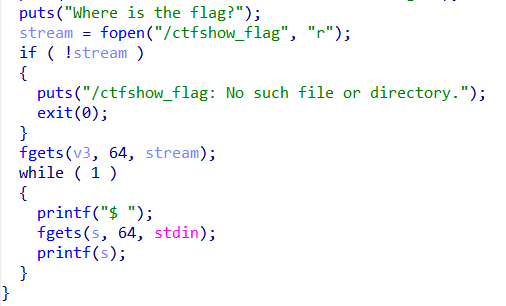 puts("Where is the flag?");
stream = fopen("/ctfshow_flag", "r");
if ( !stream )
{
puts("/ctfshow_flag: No such file or directory.");
exit(0);
}
fgets(v3, 64, stream);
while ( 1 )
{
printf("$ ");
fgets(s, 64, stdin);
printf(s);
}
}